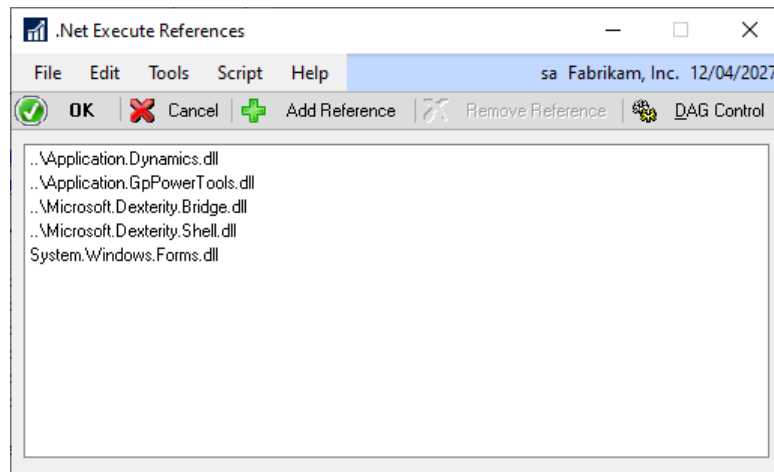 .Net Execute References
File Edit Tools Script Help sa Fabrikam, Inc. 12/04/2027
OK Cancel Add Reference Remove Reference DAG Control
..\Application.Dynamics.dll
..\Application.GpPowerTools.dll
..\Microsoft.Dexterity.Bridge.dll
..\Microsoft.Dexterity.Shell.dll
System.Windows.Forms.dll